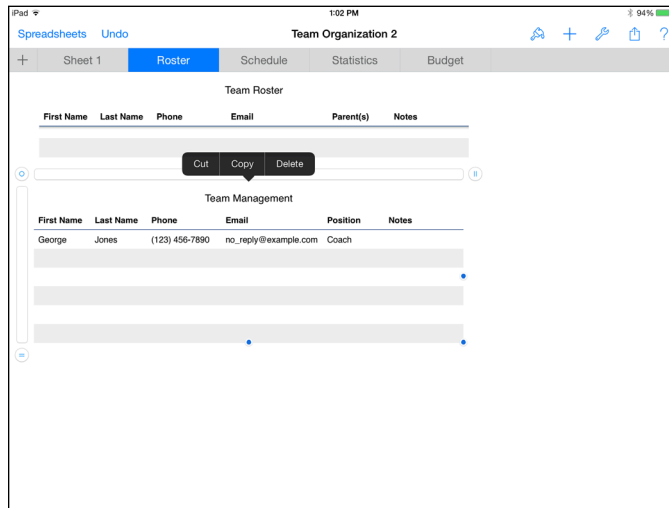 iPad 1:02 PM 94%
Spreadsheets Undo Team Organization 2 + ?
+ Sheet 1 Roster Schedule Statistics Budget
Team Roster
First Name Last Name Phone Email Parent(s) Notes
Cut Copy Delete
Team Management
First Name Last Name Phone Email Position Notes
George Jones (123) 456-7890 no_reply@example.com Coach